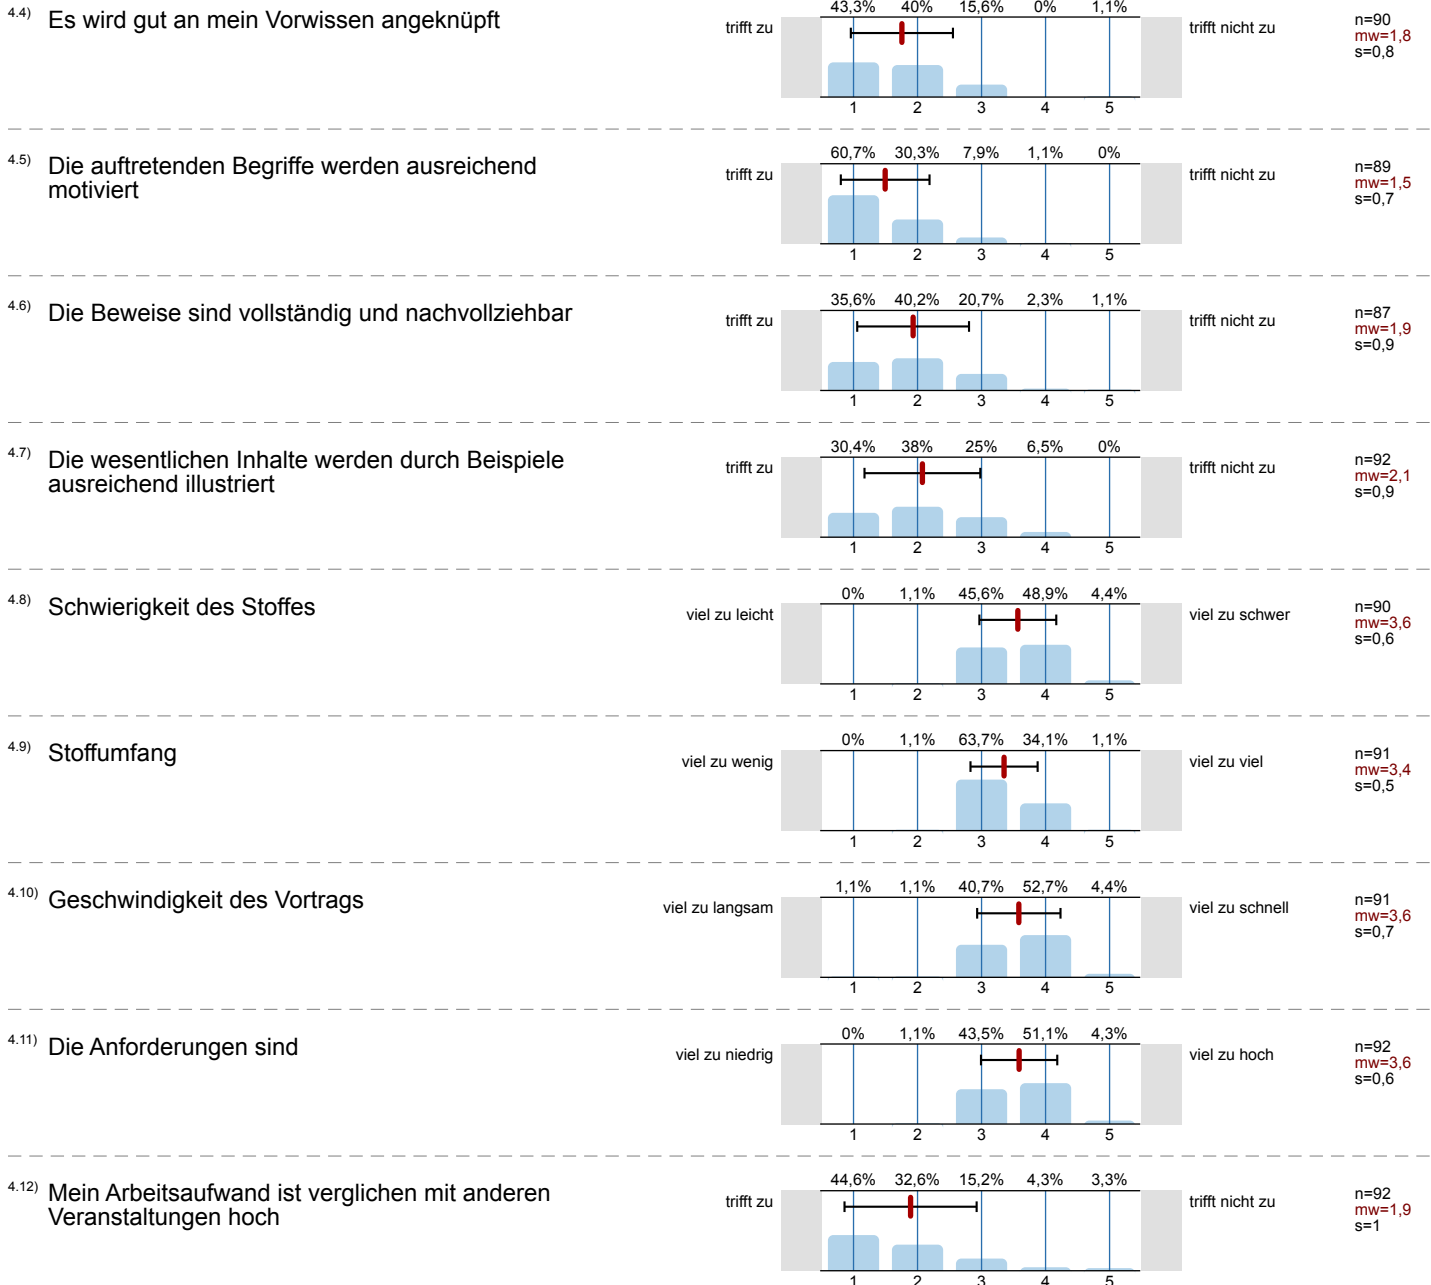 4.4) Es wird gut an mein Vorwissen angeknüpft
43,3% 40% 15,6% 0% 1,1%
trifft zu trifft nicht zu
n=90
mw=1,8
s=0,8
1 2 3 4 5
4.5) Die auftretenden Begriffe werden ausreichend
motiviert
60,7% 30,3% 7,9% 1,1% 0%
trifft zu trifft nicht zu
n=89
mw=1,5
s=0,7
1 2 3 4 5
4.6) Die Beweise sind vollständig und nachvollziehbar
35,6% 40,2% 20,7% 2,3% 1,1%
trifft zu trifft nicht zu
n=87
mw=1,9
s=0,9
1 2 3 4 5
4.7) Die wesentlichen Inhalte werden durch Beispiele
ausreichend illustriert
30,4% 38% 25% 6,5% 0%
trifft zu trifft nicht zu
n=92
mw=2,1
s=0,9
1 2 3 4 5
4.8) Schwierigkeit des Stoffes
0% 1,1% 45,6% 48,9% 4,4%
viel zu leicht viel zu schwer
n=90
mw=3,6
s=0,6
1 2 3 4 5
4.9) Stoffumfang
0% 1,1% 63,7% 34,1% 1,1%
viel zu wenig viel zu viel
n=91
mw=3,4
s=0,5
1 2 3 4 5
4.10) Geschwindigkeit des Vortrags
1,1% 1,1% 40,7% 52,7% 4,4%
viel zu langsam viel zu schnell
n=91
mw=3,6
s=0,7
1 2 3 4 5
4.11) Die Anforderungen sind
0% 1,1% 43,5% 51,1% 4,3%
viel zu niedrig viel zu hoch
n=92
mw=3,6
s=0,6
1 2 3 4 5
4.12) Mein Arbeitsaufwand ist verglichen mit anderen
Veranstaltungen hoch
44,6% 32,6% 15,2% 4,3% 3,3%
trifft zu trifft nicht zu
n=92
mw=1,9
s=1
1 2 3 4 5